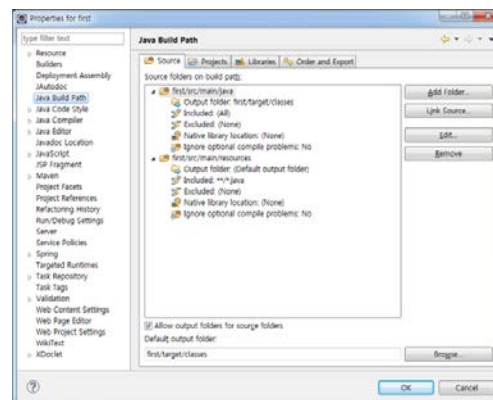 Properties for first
type filter text
Resource
Builders
Deployment Assembly
JAutodoc
Java Build Path
Java Code Style
Java Compiler
Java Editor
Javadoc Location
JavaScript
JSP Fragment
Maven
Project Facets
Project References
Refactoring History
Run/Debug Settings
Server
Service Policies
Spring
Targeted Runtimes
Task Repository
Task Tags
Validation
Web Content Settings
Web Page Editor
Web Project Settings
WikiText
XDoclet
Java Build Path
Source Projects Libraries Order and Export
Source folders on build path:
first/src/main/java
Output folder: first/target/classes
Included: (All)
Excluded: (None)
Native library location: (None)
Ignore optional compile problems: No
first/src/main/resources
Output folder: (Default output folder)
Included: **/*.java
Excluded: (None)
Native library location: (None)
Ignore optional compile problems: No
Add Folder...
Link Source...
Edit...
Remove
Allow output folders for source folders
Default output folder:
first/target/classes
Browse...
OK Cancel